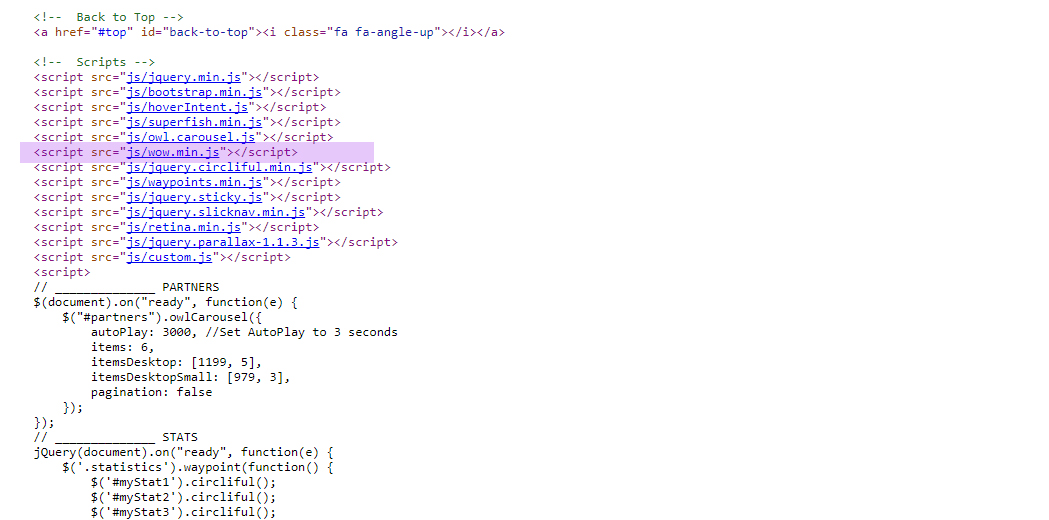 <!--  Back to Top -->
<a href="#top" id="back-to-top"><i class="fa fa-angle-up"></i></a>

<!--  Scripts -->
<script src="js/jquery.min.js"></script>
<script src="js/bootstrap.min.js"></script>
<script src="js/hoverIntent.js"></script>
<script src="js/superfish.min.js"></script>
<script src="js/owl.carousel.js"></script>
<script src="js/wow.min.js"></script>
<script src="js/jquery.circliful.min.js"></script>
<script src="js/waypoints.min.js"></script>
<script src="js/jquery.sticky.js"></script>
<script src="js/jquery.slicknav.min.js"></script>
<script src="js/retina.min.js"></script>
<script src="js/jquery.parallax-1.1.3.js"></script>
<script src="js/custom.js"></script>
<script>
// ______________ PARTNERS
$(document).on("ready", function(e) {
    $("#partners").owlCarousel({
        autoPlay: 3000, //Set AutoPlay to 3 seconds
        items: 6,
        itemsDesktop: [1199, 5],
        itemsDesktopSmall: [979, 3],
        pagination: false
    });
});
// ______________ STATS
jQuery(document).on("ready", function(e) {
    $('.statistics').waypoint(function() {
        $('#myStat1').circliful();
        $('#myStat2').circliful();
        $('#myStat3').circliful();